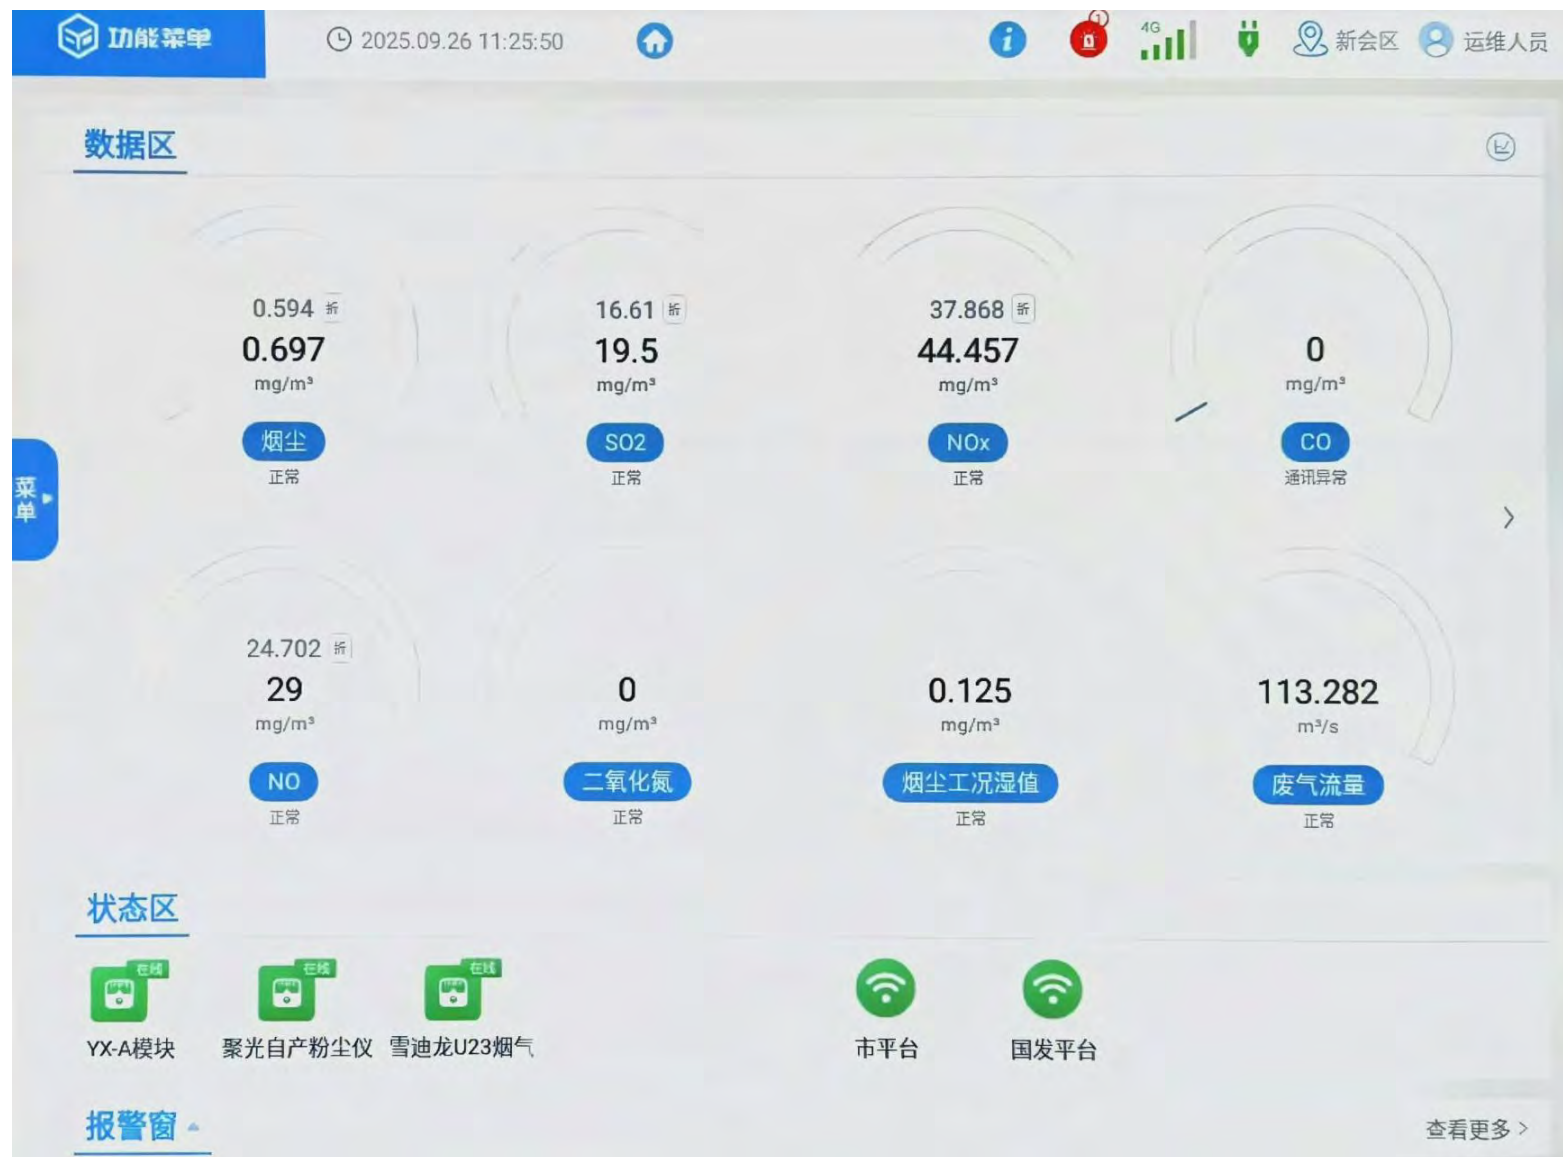 功能菜单
2025.09.26 11:25:50
i
1
4G
新会区
运维人员
数据区
0.594 折
0.697
mg/m³
烟尘
正常
16.61 折
19.5
mg/m³
SO2
正常
37.868 折
44.457
mg/m³
NOx
正常
0
mg/m³
CO
通讯异常
菜单
24.702 折
29
mg/m³
NO
正常
0
mg/m³
二氧化氮
正常
0.125
mg/m³
烟尘工况湿值
正常
113.282
m³/s
废气流量
正常
状态区
在线
YX-A模块
在线
聚光自产粉尘仪
在线
雪迪龙U23烟气
市平台
国发平台
报警窗
查看更多 >